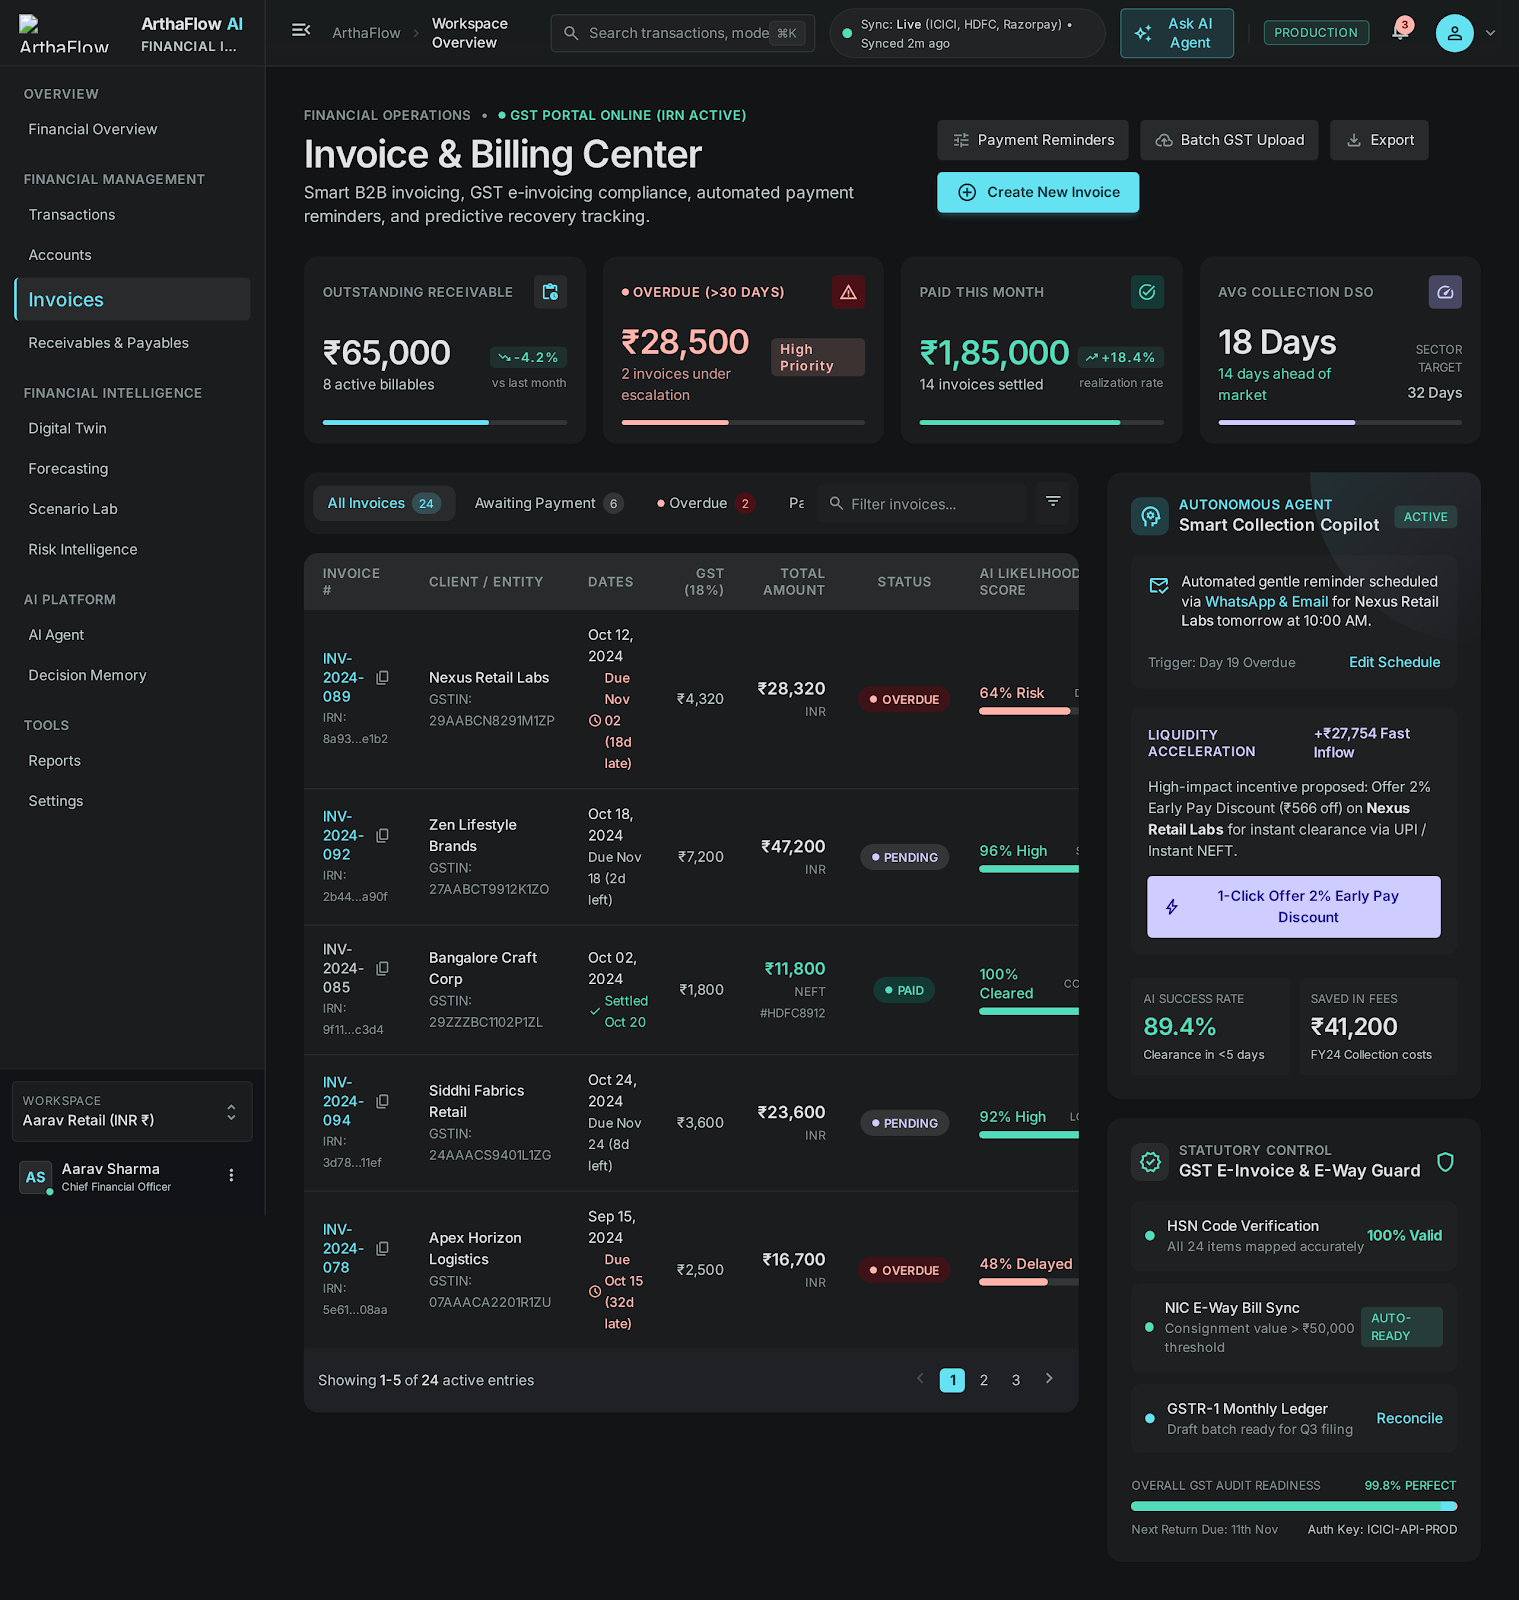 ArthaFlow
ArthaFlow AI
FINANCIAL I...
OVERVIEW
Financial Overview
FINANCIAL MANAGEMENT
Transactions
Accounts
Invoices
Receivables & Payables
FINANCIAL INTELLIGENCE
Digital Twin
Forecasting
Scenario Lab
Risk Intelligence
AI PLATFORM
AI Agent
Decision Memory
TOOLS
Reports
Settings
WORKSPACE
Aarav Retail (INR ₹)
AS
Aarav Sharma
Chief Financial Officer
ArthaFlow
Workspace
Overview
Search transactions, mode
⌘K
Sync: Live (ICICI, HDFC, Razorpay) •
Synced 2m ago
Ask AI
Agent
PRODUCTION
3
FINANCIAL OPERATIONS • GST PORTAL ONLINE (IRN ACTIVE)
Invoice & Billing Center
Smart B2B invoicing, GST e-invoicing compliance, automated payment
reminders, and predictive recovery tracking.
Payment Reminders
Batch GST Upload
Export
Create New Invoice
OUTSTANDING RECEIVABLE
₹65,000
8 active billables
-4.2%
vs last month
OVERDUE (>30 DAYS)
₹28,500
2 invoices under
escalation
High
Priority
PAID THIS MONTH
₹1,85,000
14 invoices settled
+18.4%
realization rate
AVG COLLECTION DSO
18 Days
14 days ahead of
market
SECTOR
TARGET
32 Days
All Invoices 24
Awaiting Payment 6
Overdue 2
Pa
Filter invoices...
INVOICE
#
CLIENT / ENTITY
DATES
GST
(18%)
TOTAL
AMOUNT
STATUS
AI LIKELIHOOD
SCORE
INV-
2024-
089
IRN:
8a93...e1b2
Nexus Retail Labs
GSTIN:
29AABCN8291M1ZP
Oct 12,
2024
Due
Nov
02
(18d
late)
₹4,320
₹28,320
INR
OVERDUE
64% Risk
INV-
2024-
092
IRN:
2b44...a90f
Zen Lifestyle
Brands
GSTIN:
27AABCT9912K1ZO
Oct 18,
2024
Due Nov
18 (2d
left)
₹7,200
₹47,200
INR
PENDING
96% High
INV-
2024-
085
IRN:
9f11...c3d4
Bangalore Craft
Corp
GSTIN:
29ZZZBC1102P1ZL
Oct 02,
2024
Settled
Oct 20
₹1,800
₹11,800
NEFT
#HDFC8912
PAID
100%
Cleared
CO
INV-
2024-
094
IRN:
3d78...11ef
Siddhi Fabrics
Retail
GSTIN:
24AAACS9401L1ZG
Oct 24,
2024
Due Nov
24 (8d
left)
₹3,600
₹23,600
INR
PENDING
92% High
INV-
2024-
078
IRN:
5e61...08aa
Apex Horizon
Logistics
GSTIN:
07AAACA2201R1ZU
Sep 15,
2024
Due
Oct 15
(32d
late)
₹2,500
₹16,700
INR
OVERDUE
48% Delayed
Showing 1-5 of 24 active entries
1 2 3
AUTONOMOUS AGENT
Smart Collection Copilot
ACTIVE
Automated gentle reminder scheduled
via WhatsApp & Email for Nexus Retail
Labs tomorrow at 10:00 AM.
Trigger: Day 19 Overdue
Edit Schedule
LIQUIDITY
ACCELERATION
+₹27,754 Fast
Inflow
High-impact incentive proposed: Offer 2%
Early Pay Discount (₹566 off) on Nexus
Retail Labs for instant clearance via UPI /
Instant NEFT.
1-Click Offer 2% Early Pay
Discount
AI SUCCESS RATE
89.4%
Clearance in <5 days
SAVED IN FEES
₹41,200
FY24 Collection costs
STATUTORY CONTROL
GST E-Invoice & E-Way Guard
HSN Code Verification
All 24 items mapped accurately
100% Valid
NIC E-Way Bill Sync
Consignment value > ₹50,000
threshold
AUTO-
READY
GSTR-1 Monthly Ledger
Draft batch ready for Q3 filing
Reconcile
OVERALL GST AUDIT READINESS
99.8% PERFECT
Next Return Due: 11th Nov
Auth Key: ICICI-API-PROD